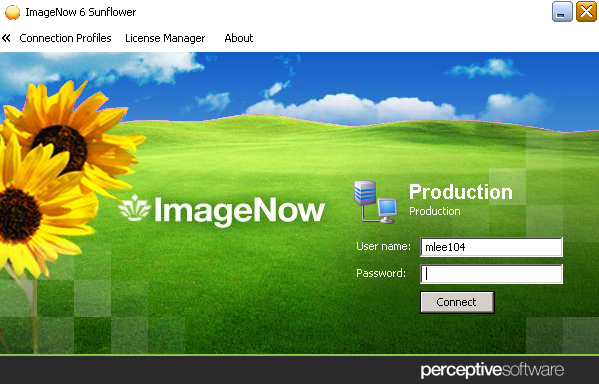 ImageNow 6 Sunflower
« Connection Profiles License Manager About
ImageNow
Production
Production
User name: mlee104
Password:
Connect
perceptivesoftware